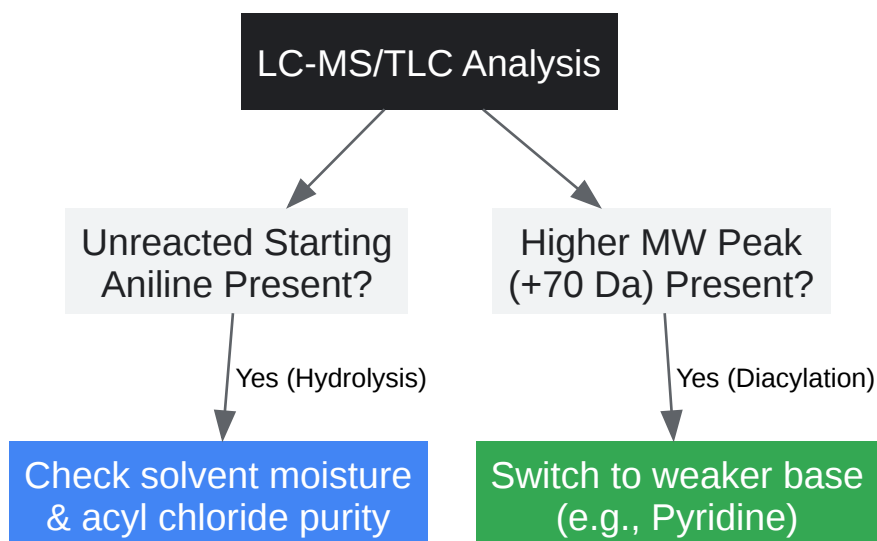 LC-MS/TLC Analysis
Unreacted Starting
Aniline Present?
Higher MW Peak
(+70 Da) Present?
Yes (Hydrolysis)
Yes (Diacylation)
Check solvent moisture
& acyl chloride purity
Switch to weaker base
(e.g., Pyridine)